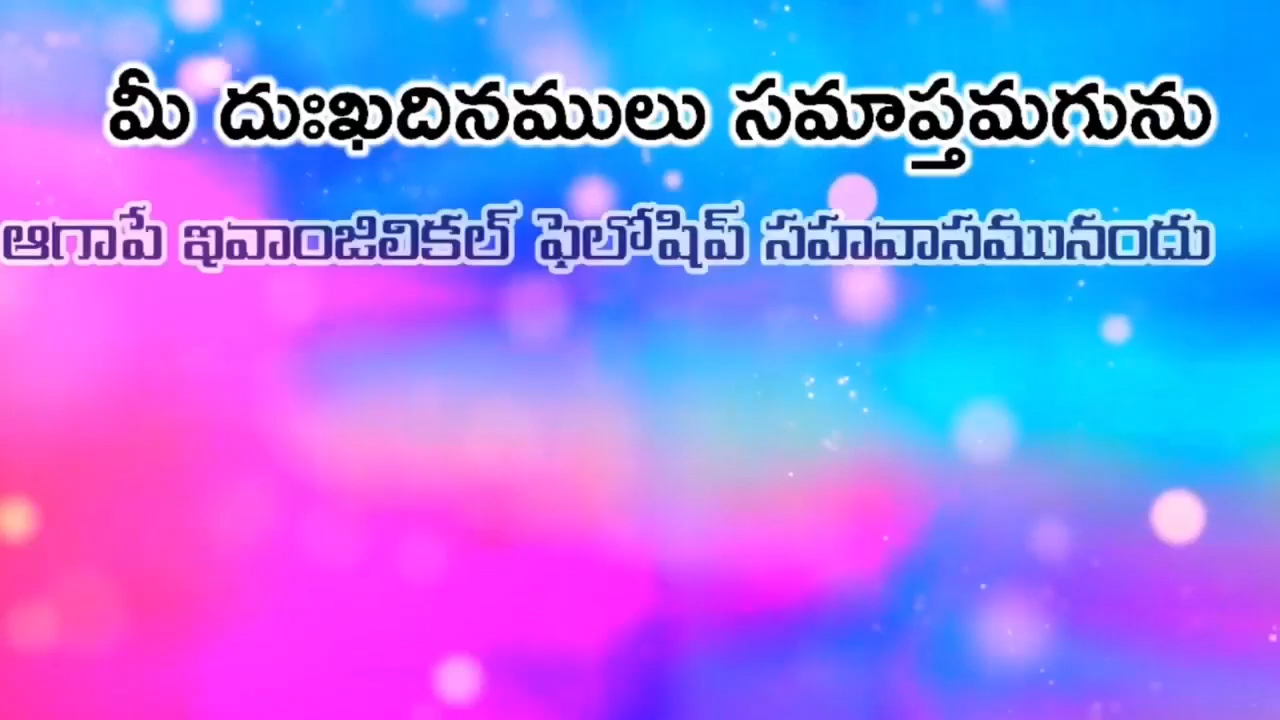 మీ దుఃఖదినములు సమాప్తమగును
ఆగాపే ఇవాంజిలికల్ ఫెలోషిప్ సహవాసమునందు